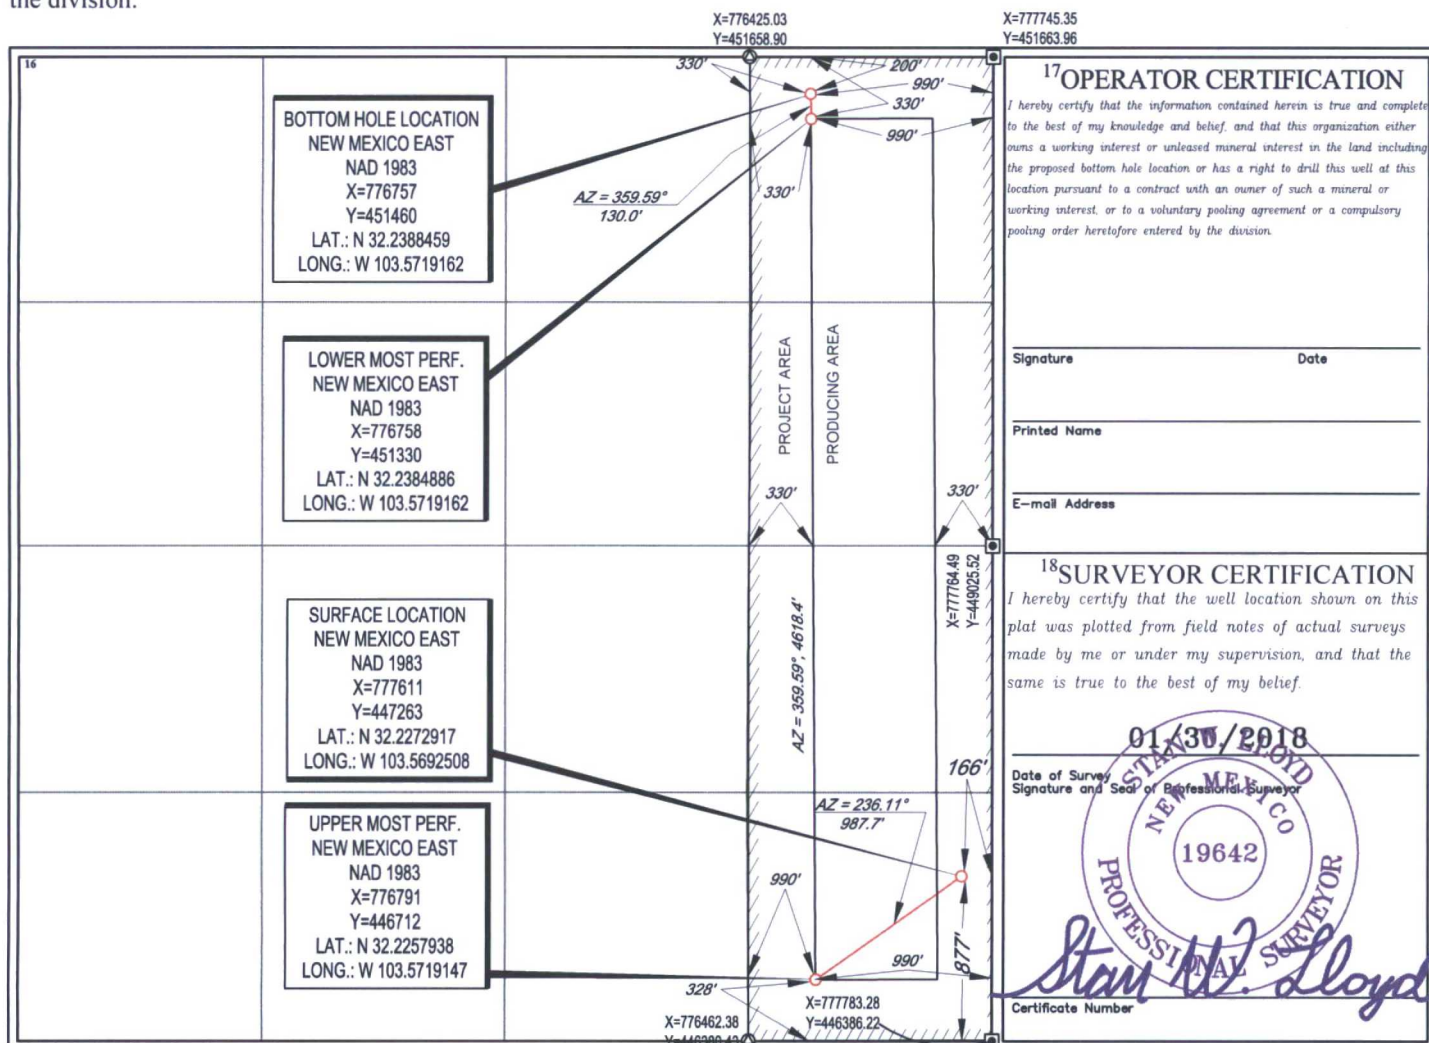 the division.
X=776425.03
Y=451658.90
X=777745.35
Y=451663.96
16
330'
200'
990'
330'
990'
330'
BOTTOM HOLE LOCATION
NEW MEXICO EAST
NAD 1983
X=776757
Y=451460
LAT.: N 32.2388459
LONG.: W 103.5719162
AZ = 359.59°
130.0'
LOWER MOST PERF.
NEW MEXICO EAST
NAD 1983
X=776758
Y=451330
LAT.: N 32.2384886
LONG.: W 103.5719162
PROJECT AREA
PRODUCING AREA
330'
330'
X=777764.49
Y=449025.52
AZ = 359.59°, 4618.4'
SURFACE LOCATION
NEW MEXICO EAST
NAD 1983
X=777611
Y=447263
LAT.: N 32.2272917
LONG.: W 103.5692508
166'
AZ = 236.11°
987.7'
UPPER MOST PERF.
NEW MEXICO EAST
NAD 1983
X=776791
Y=446712
LAT.: N 32.2257938
LONG.: W 103.5719147
990'
990'
877'
328'
X=777783.28
Y=446386.22
X=776462.38
17OPERATOR CERTIFICATION
I hereby certify that the information contained herein is true and complete
to the best of my knowledge and belief, and that this organization either
owns a working interest or unleased mineral interest in the land including
the proposed bottom hole location or has a right to drill this well at this
location pursuant to a contract with an owner of such a mineral or
working interest, or to a voluntary pooling agreement or a compulsory
pooling order heretofore entered by the division.
Signature Date
Printed Name
E-mail Address
18SURVEYOR CERTIFICATION
I hereby certify that the well location shown on this
plat was plotted from field notes of actual surveys
made by me or under my supervision, and that the
same is true to the best of my belief.
01/30/2018
Date of Survey
Signature and Seal of Professional Surveyor
STAN W. LLOYD
NEW MEXICO
19642
PROFESSIONAL SURVEYOR
Stan W. Lloyd
Certificate Number